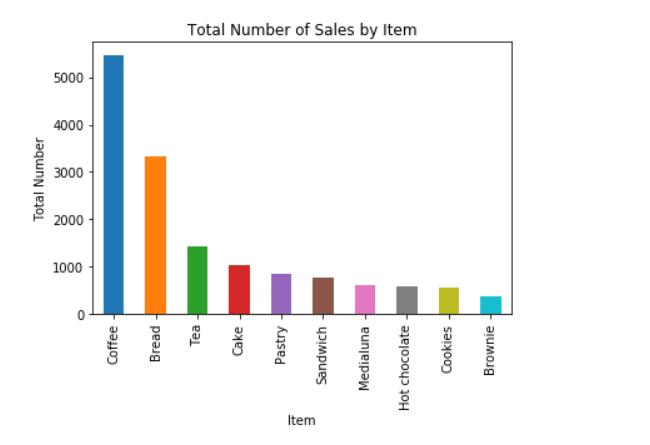 Total Number of Sales by Item
Total Number
5000
4000
3000
2000
1000
0
Coffee
Bread
Tea
Cake
Pastry
Sandwich
Medialuna
Hot chocolate
Cookies
Brownie
Item